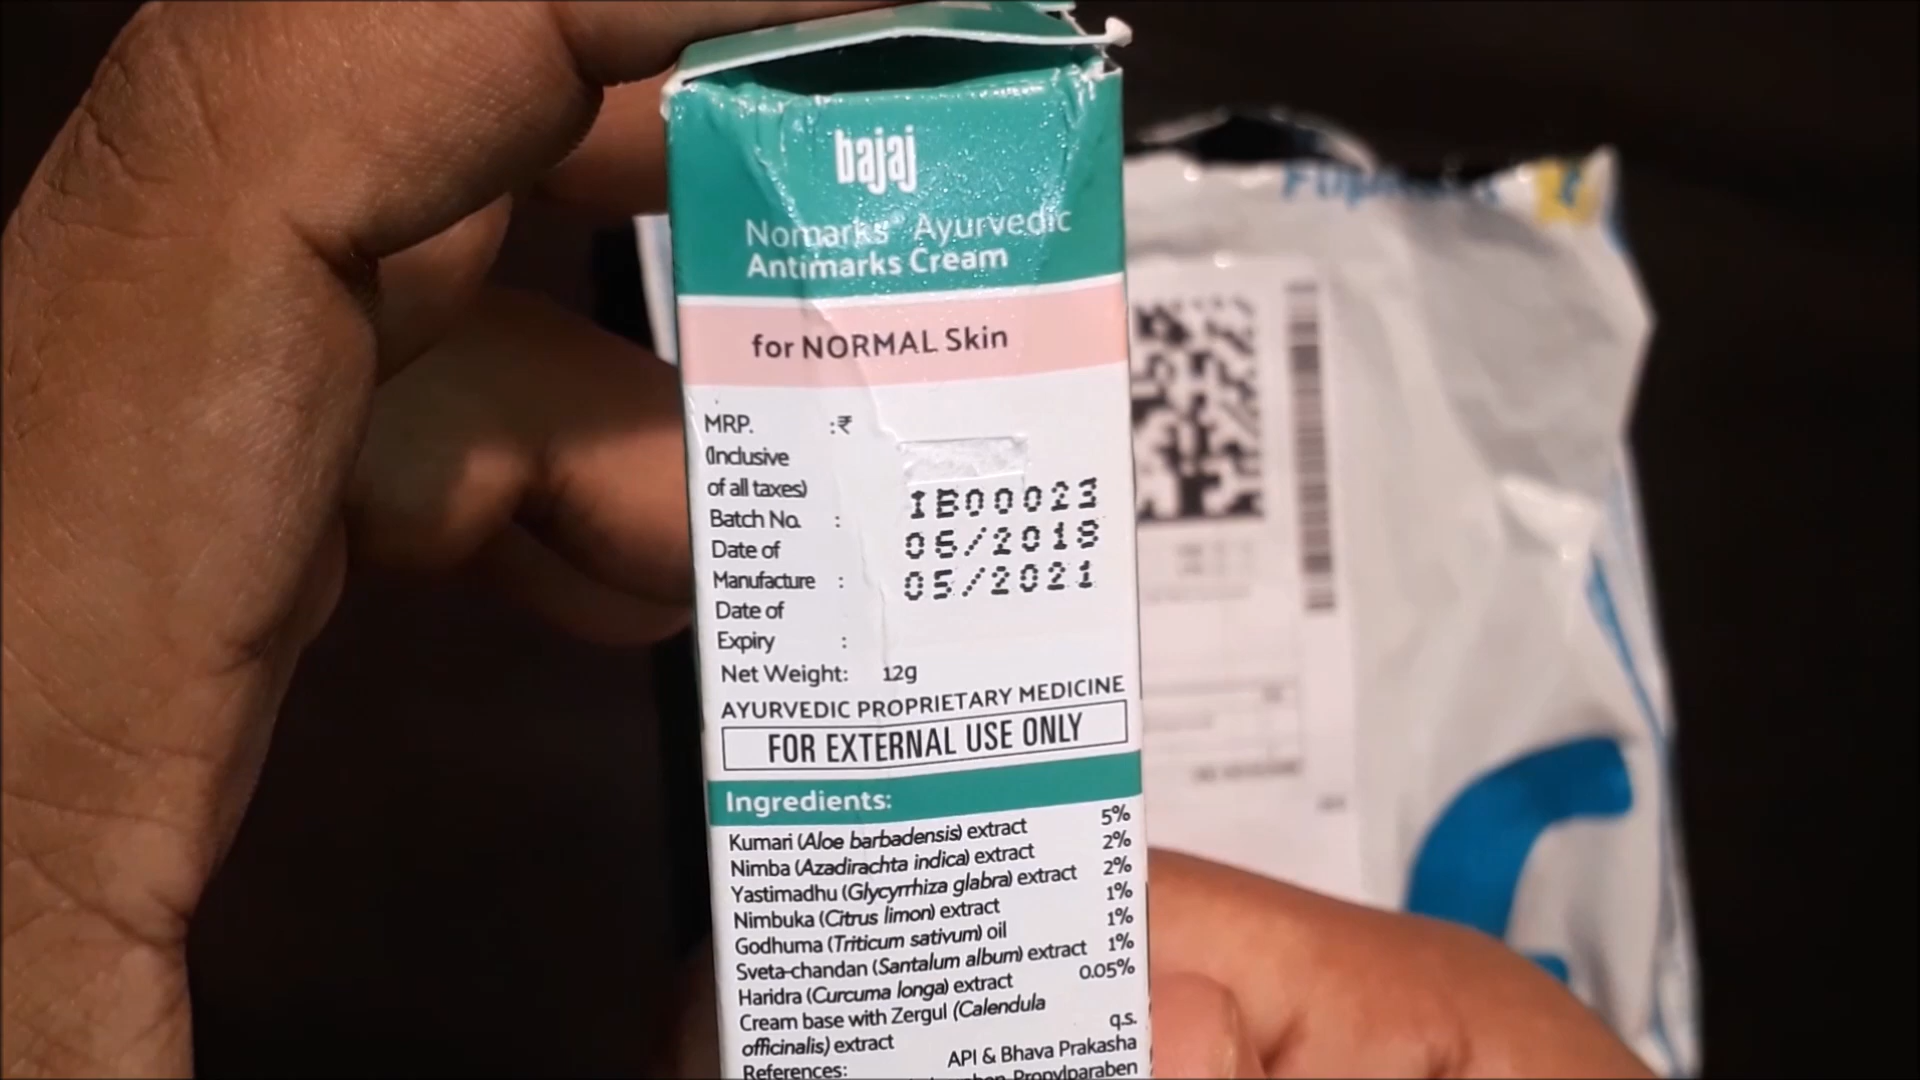 bajaj
Nomarks Ayurvedic
Antimarks Cream
for NORMAL Skin
MRP. :₹
(Inclusive
of all taxes)
Batch No. : IB00023
Date of 06/2018
Manufacture : 05/2021
Date of
Expiry :
Net Weight: 12g
AYURVEDIC PROPRIETARY MEDICINE
FOR EXTERNAL USE ONLY
Ingredients:
Kumari (Aloe barbadensis) extract 5%
Nimba (Azadirachta indica) extract 2%
Yastimadhu (Glycyrrhiza glabra) extract 2%
Nimbuka (Citrus limon) extract 1%
Godhuma (Triticum sativum) oil 1%
Sveta-chandan (Santalum album) extract 1%
Haridra (Curcuma longa) extract 0.05%
Cream base with Zergul (Calendula
officinalis) extract q.s.
References: API & Bhava Prakasha
Propylparaben